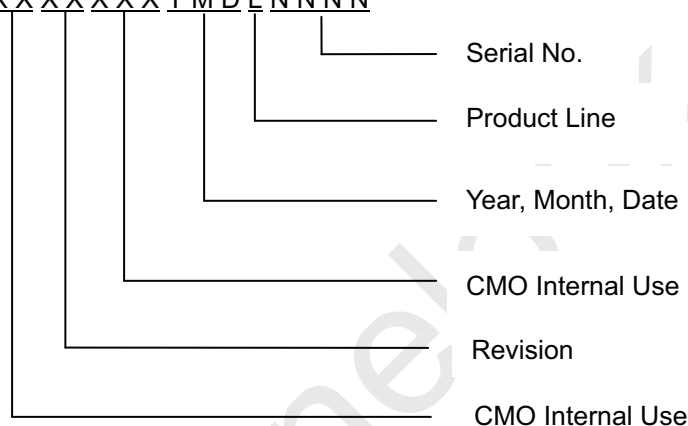 X X X X X X X Y M D L N N N N
Serial No.
Product Line
Year, Month, Date
CMO Internal Use
Revision
CMO Internal Use